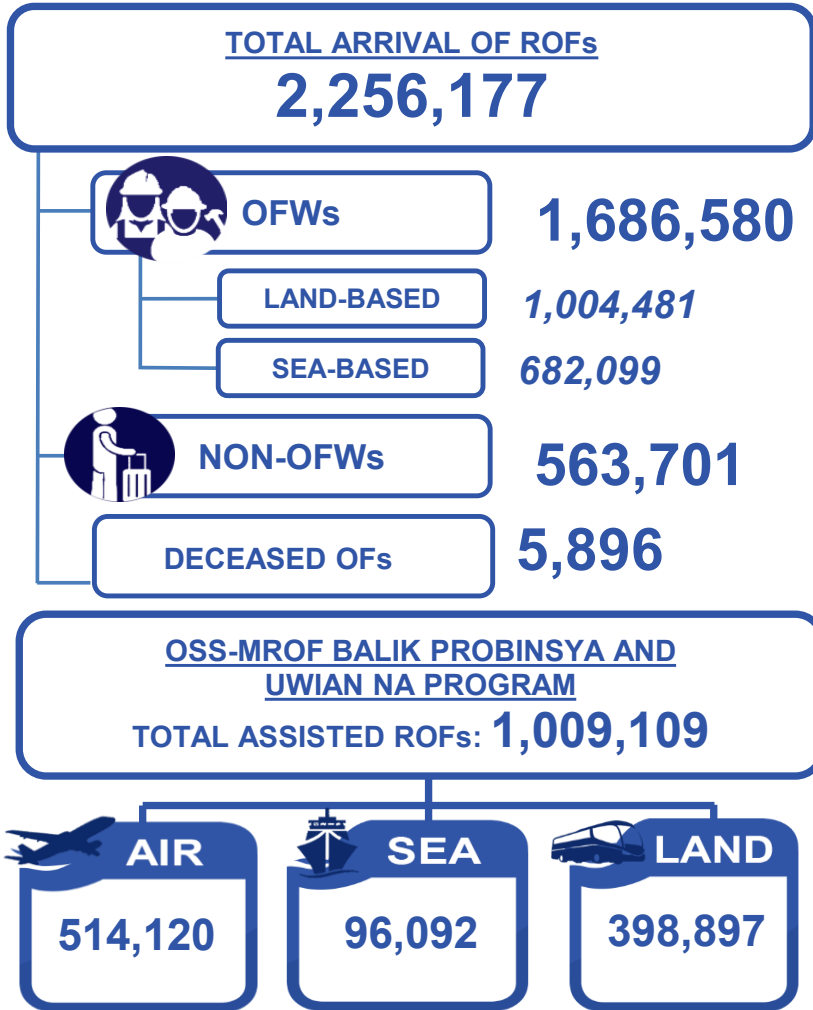 TOTAL ARRIVAL OF ROFs
2,256,177
OFWs 1,686,580
LAND-BASED 1,004,481
SEA-BASED 682,099
NON-OFWs 563,701
DECEASED OFs 5,896
OSS-MROF BALIK PROBINSYA AND
UWIAN NA PROGRAM
TOTAL ASSISTED ROFs: 1,009,109
AIR
514,120
SEA
96,092
LAND
398,897